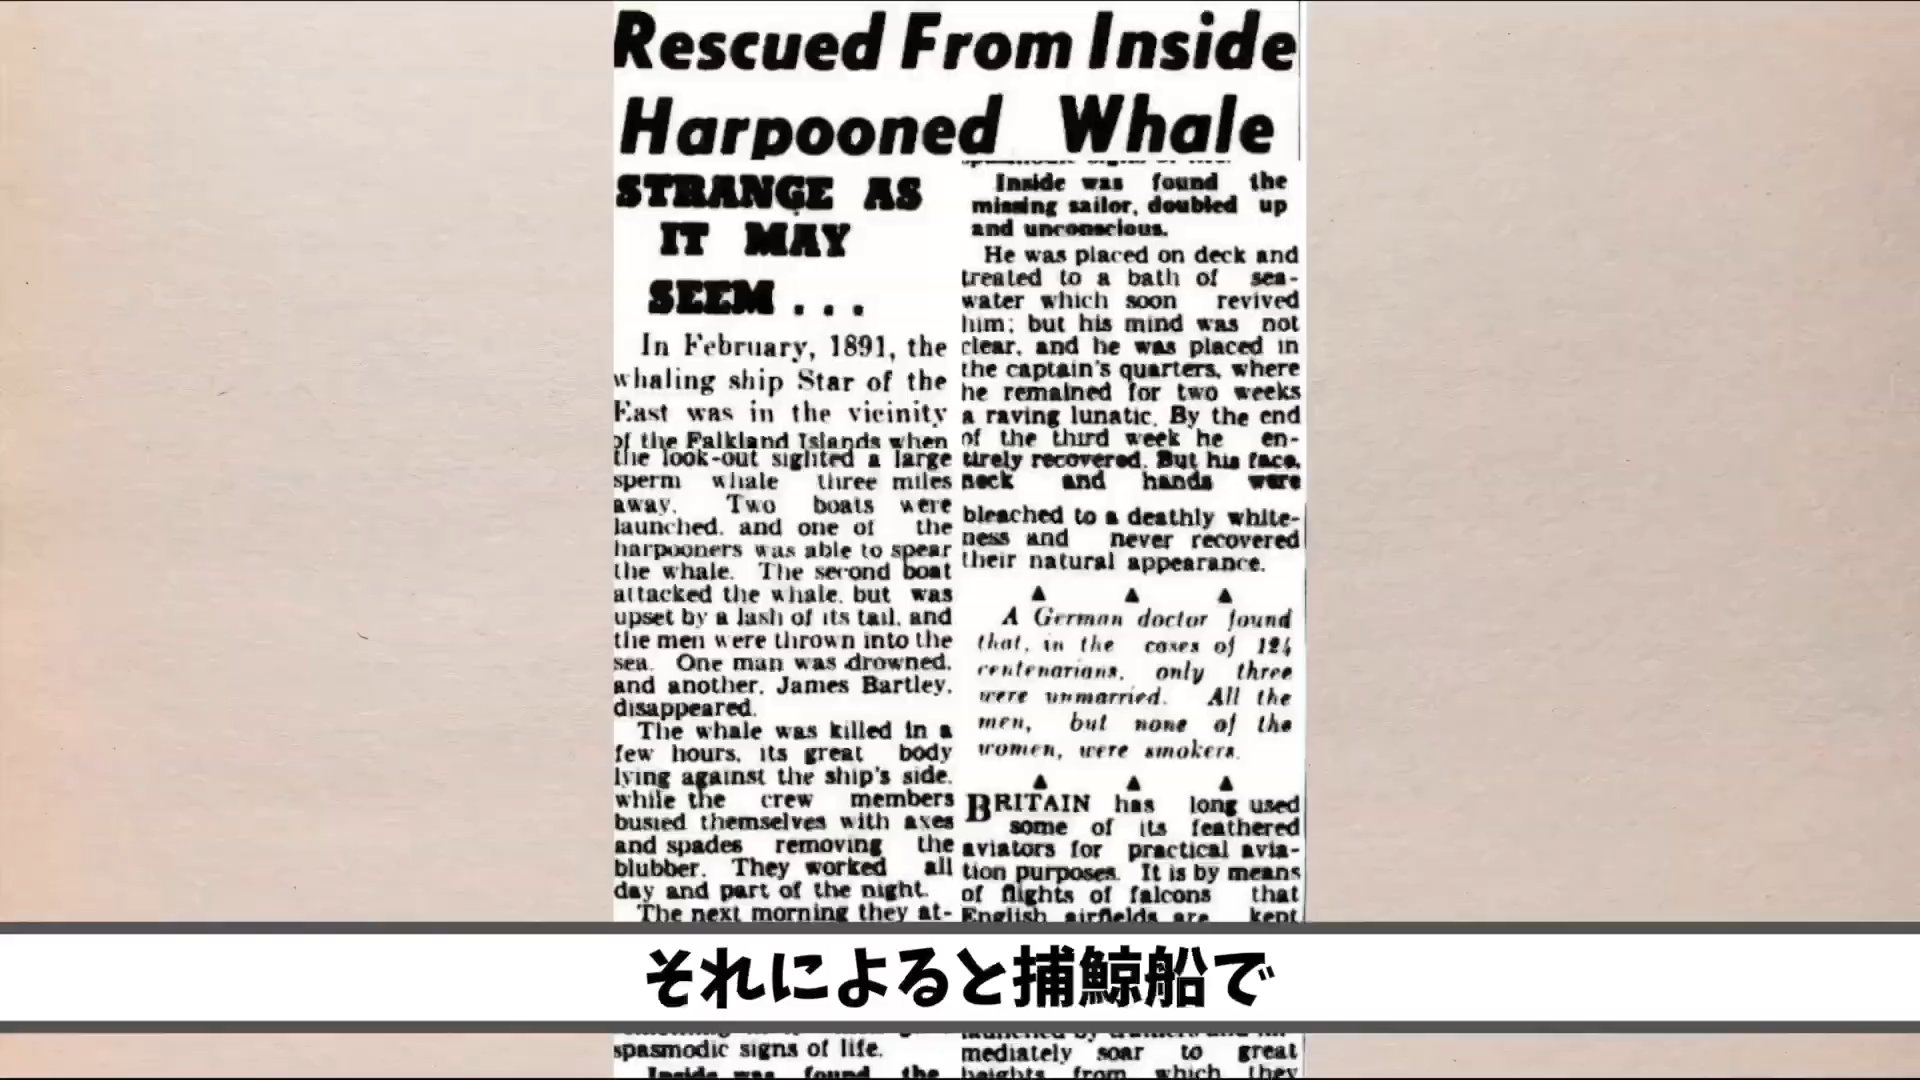 Rescued From Inside
Harpooned Whale
STRANGE AS
IT MAY
SEEM . . .
In February, 1891, the
whaling ship Star of the
East was in the vicinity
of the Falkland Islands when
the look-out sighted a large
sperm whale three miles
away. Two boats were
launched, and one of the
harpooners was able to spear
the whale. The second boat
attacked the whale, but was
upset by a lash of its tail, and
the men were thrown into the
sea. One man was drowned,
and another, James Bartley,
disappeared.
The whale was killed in a
few hours, its great body
lying against the ship's side,
while the crew members
busied themselves with axes
and spades removing the
blubber. They worked all
day and part of the night.
The next morning they at-
spasmodic signs of life.
Inside was found the
Inside was found the
missing sailor, doubled up
and unconscious.
He was placed on deck and
treated to a bath of sea-
water which soon revived
him; but his mind was not
clear, and he was placed in
the captain's quarters, where
he remained for two weeks
a raving lunatic. By the end
of the third week he en-
tirely recovered. But his face,
neck and hands were
bleached to a deathly white-
ness and never recovered
their natural appearance.
A German doctor found
that, in the cases of 124
centenarians, only three
were unmarried. All the
men, but none of the
women, were smokers.
BRITAIN has long used
some of its feathered
aviators for practical avia-
tion purposes. It is by means
of flights of falcons that
English airfields are kept
mediately soar to great
heights from which they
それによると捕鯨船で